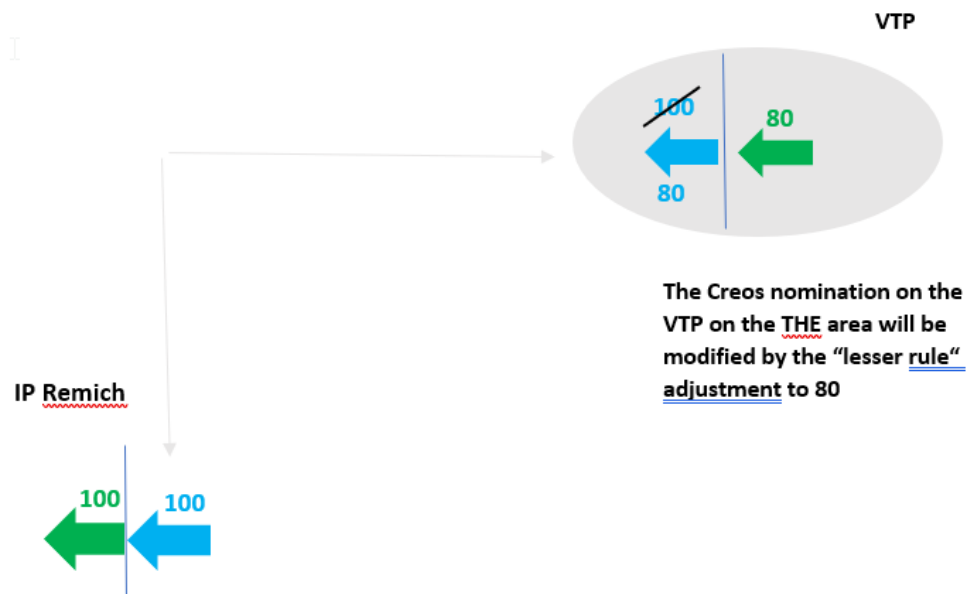 VTP
100
80
80
The Creos nomination on the
VTP on the THE area will be
modified by the “lesser rule“
adjustment to 80
IP Remich
100
100